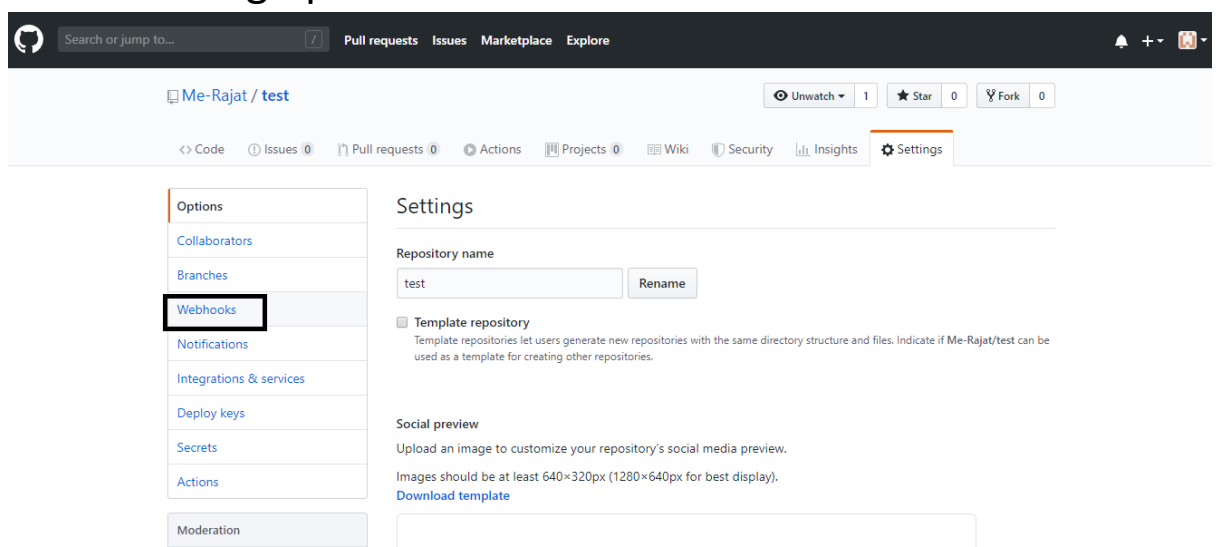 Search or jump to... / Pull requests Issues Marketplace Explore
Me-Rajat / test
Unwatch 1 Star 0 Fork 0
<> Code Issues 0 Pull requests 0 Actions Projects 0 Wiki Security Insights Settings
Options
Collaborators
Branches
Webhooks
Notifications
Integrations & services
Deploy keys
Secrets
Actions
Moderation
Settings
Repository name
test Rename
Template repository
Template repositories let users generate new repositories with the same directory structure and files. Indicate if Me-Rajat/test can be
used as a template for creating other repositories.
Social preview
Upload an image to customize your repository's social media preview.
Images should be at least 640×320px (1280×640px for best display).
Download template